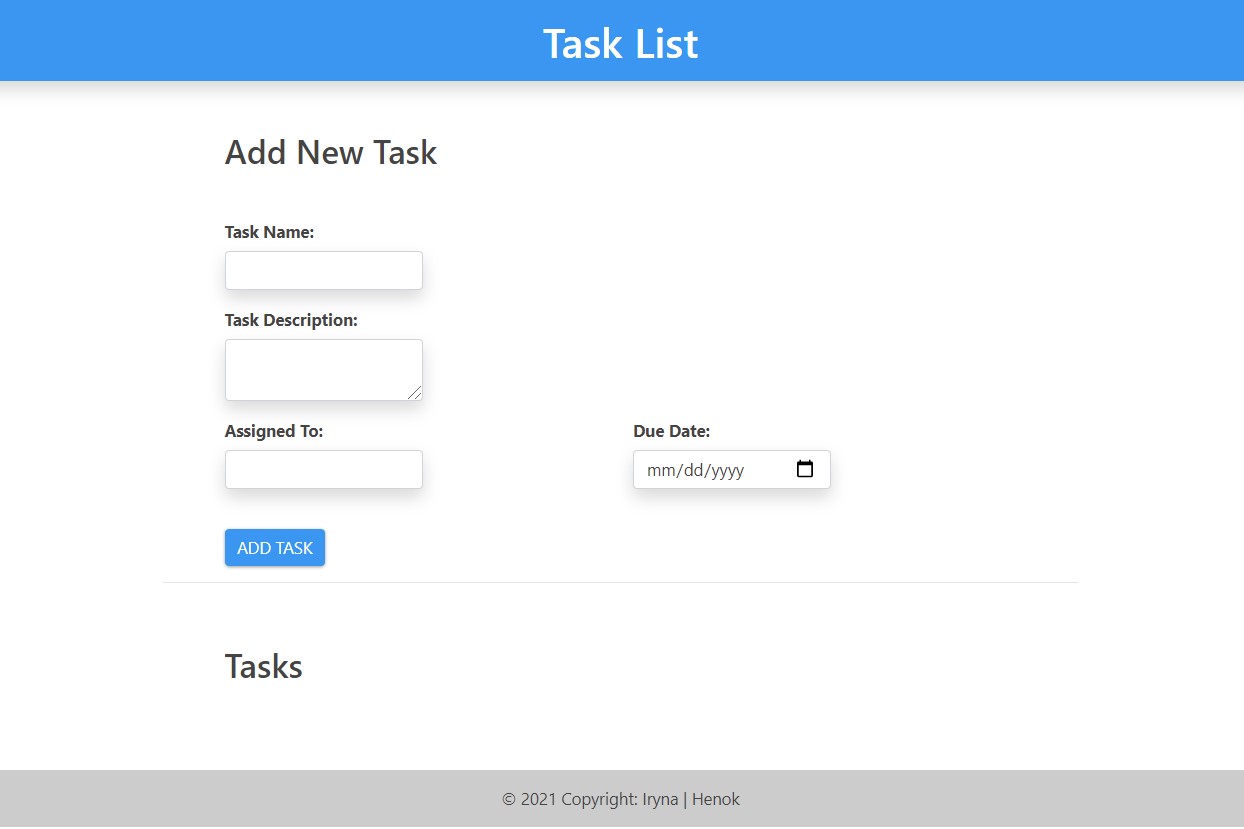 Task List
Add New Task
Task Name:
Task Description:
Assigned To:
Due Date:
mm/dd/yyyy
ADD TASK
Tasks
© 2021 Copyright: Iryna | Henok